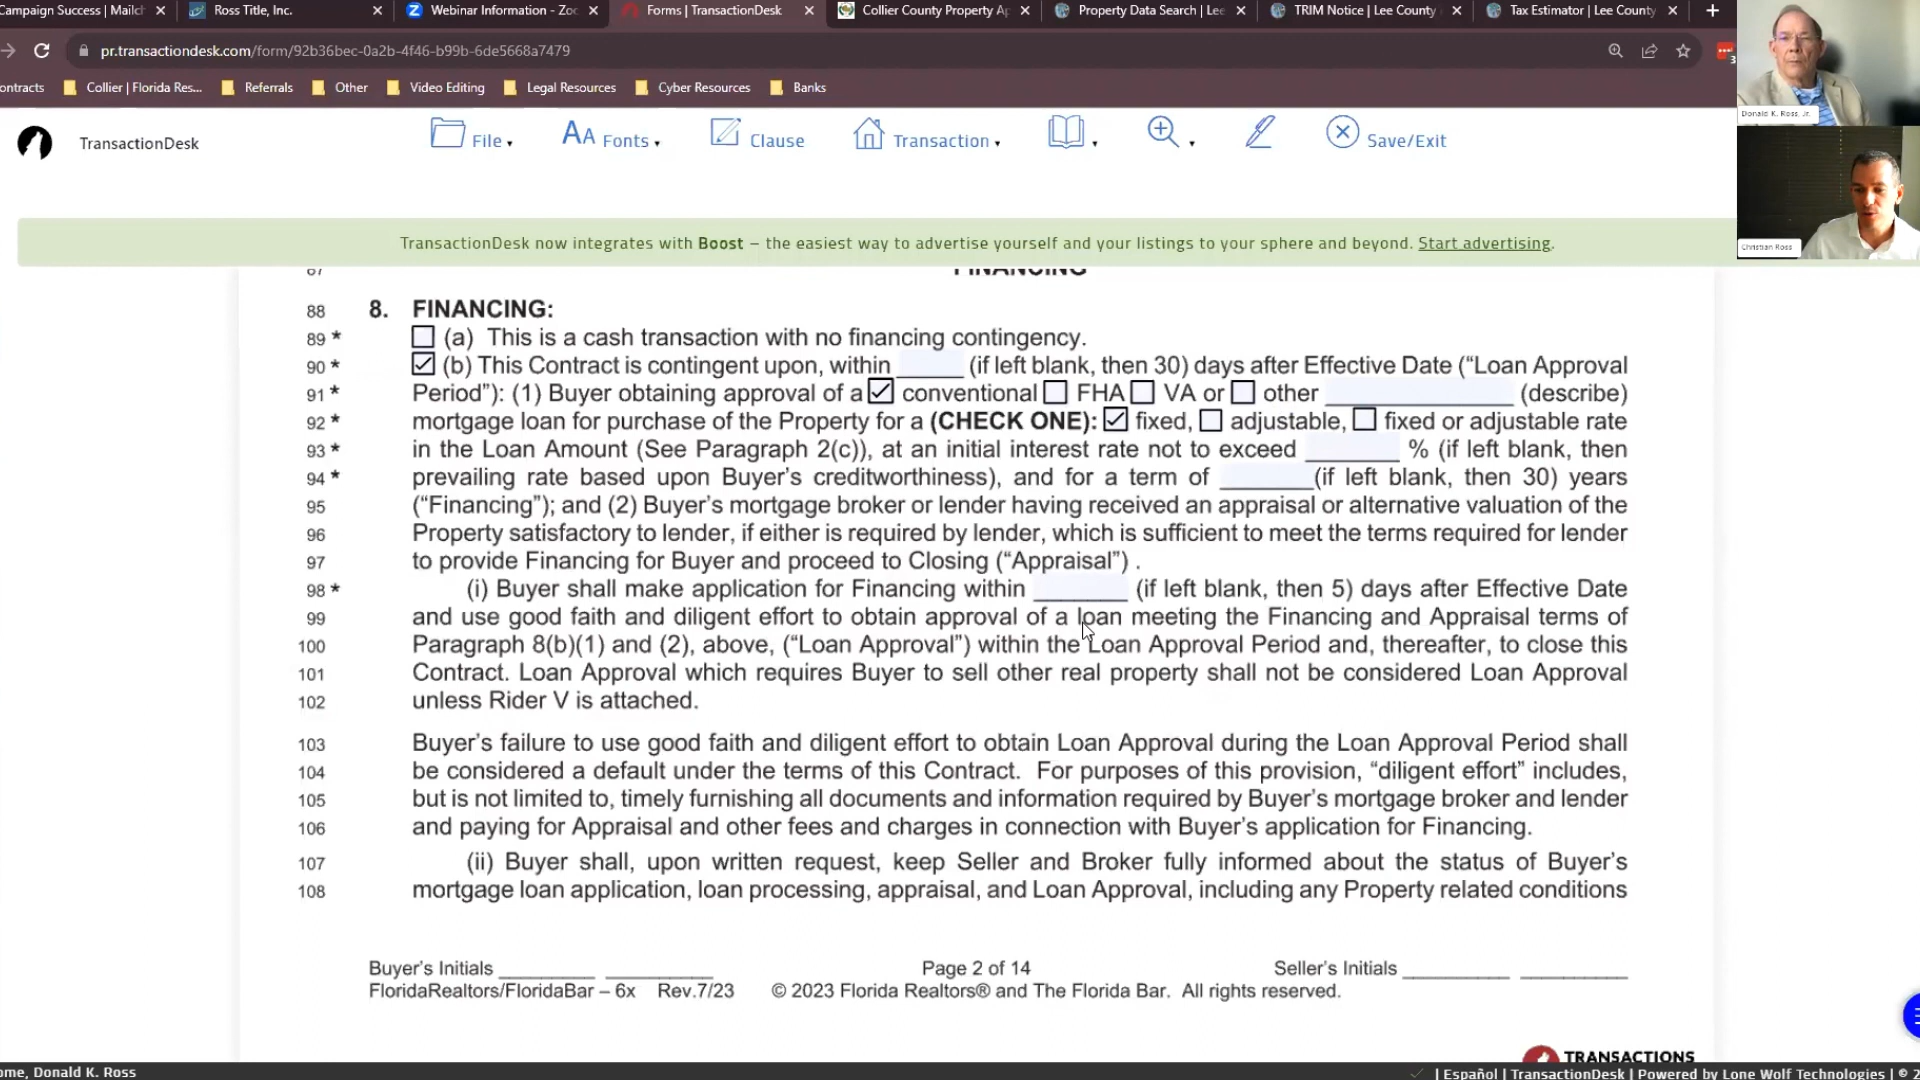 Campaign Success | Mailch
Ross Title, Inc.
Webinar Information - Zoo
Forms | TransactionDesk
Collier County Property Ap
Property Data Search | Lee
TRIM Notice | Lee County
Tax Estimator | Lee County
pr.transactiondesk.com/form/92b36bec-0a2b-4f46-b99b-6de5668a7479
3
ontracts
Collier | Florida Res...
Referrals
Other
Video Editing
Legal Resources
Cyber Resources
Banks
Donald K. Ross, Jr.
Christian Ross
TransactionDesk
File
AA Fonts
Clause
Transaction
Save/Exit
TransactionDesk now integrates with Boost – the easiest way to advertise yourself and your listings to your sphere and beyond. Start advertising.
87 FINANCING
88 8. FINANCING:
89 * (a) This is a cash transaction with no financing contingency.
90 * (b) This Contract is contingent upon, within ______ (if left blank, then 30) days after Effective Date (“Loan Approval
91 * Period”): (1) Buyer obtaining approval of a conventional FHA VA or other ______ (describe)
92 * mortgage loan for purchase of the Property for a (CHECK ONE): fixed, adjustable, fixed or adjustable rate
93 * in the Loan Amount (See Paragraph 2(c)), at an initial interest rate not to exceed ______ % (if left blank, then
94 * prevailing rate based upon Buyer’s creditworthiness), and for a term of ______(if left blank, then 30) years
95 (“Financing”); and (2) Buyer’s mortgage broker or lender having received an appraisal or alternative valuation of the
96 Property satisfactory to lender, if either is required by lender, which is sufficient to meet the terms required for lender
97 to provide Financing for Buyer and proceed to Closing (“Appraisal”) .
98 * (i) Buyer shall make application for Financing within ______ (if left blank, then 5) days after Effective Date
99 and use good faith and diligent effort to obtain approval of a loan meeting the Financing and Appraisal terms of
100 Paragraph 8(b)(1) and (2), above, (“Loan Approval”) within the Loan Approval Period and, thereafter, to close this
101 Contract. Loan Approval which requires Buyer to sell other real property shall not be considered Loan Approval
102 unless Rider V is attached.
103 Buyer’s failure to use good faith and diligent effort to obtain Loan Approval during the Loan Approval Period shall
104 be considered a default under the terms of this Contract. For purposes of this provision, “diligent effort” includes,
105 but is not limited to, timely furnishing all documents and information required by Buyer’s mortgage broker and lender
106 and paying for Appraisal and other fees and charges in connection with Buyer’s application for Financing.
107 (ii) Buyer shall, upon written request, keep Seller and Broker fully informed about the status of Buyer’s
108 mortgage loan application, loan processing, appraisal, and Loan Approval, including any Property related conditions
Buyer’s Initials ______ ______ Page 2 of 14 Seller’s Initials ______ ______
FloridaRealtors/FloridaBar – 6x Rev.7/23 © 2023 Florida Realtors® and The Florida Bar. All rights reserved.
TRANSACTIONS
ome, Donald K. Ross
| Español | TransactionDesk | Powered by Lone Wolf Technologies | © 2